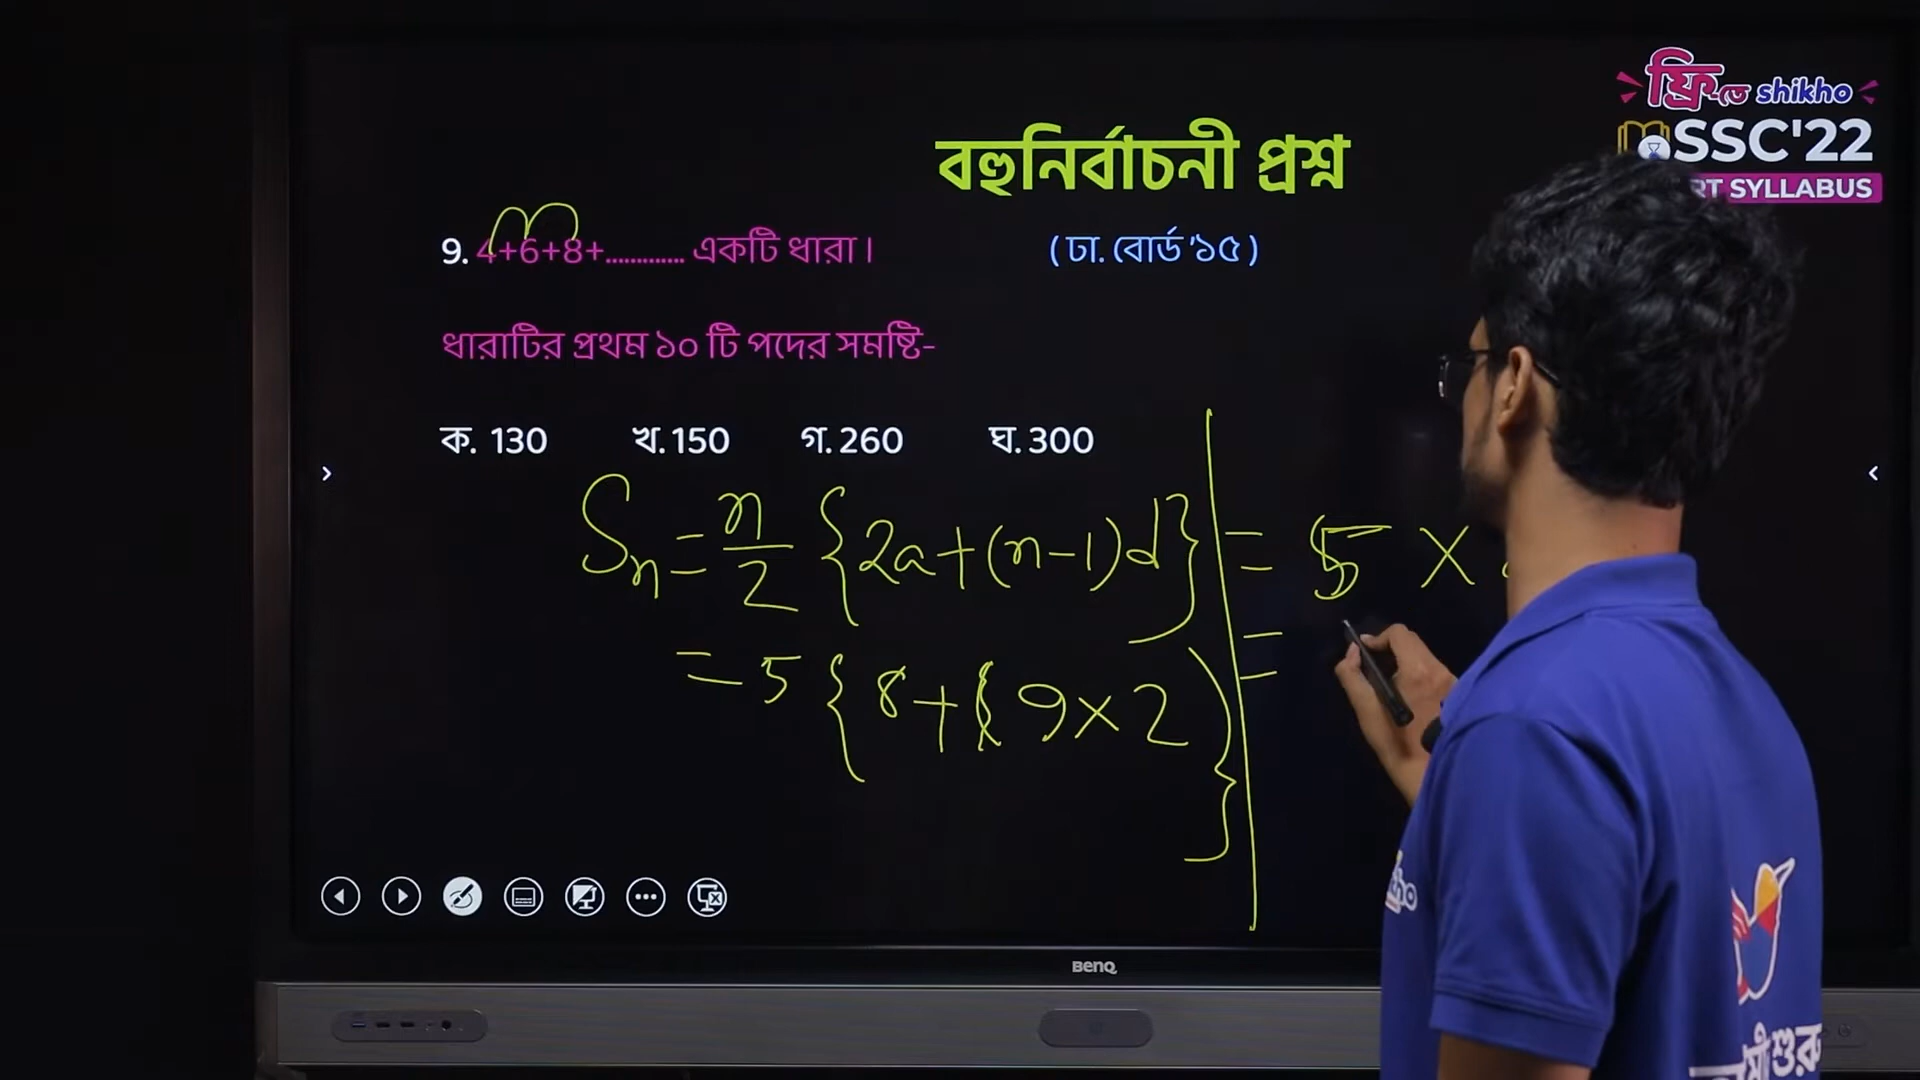 ফ্রি-তে shikho
SSC'22
RT SYLLABUS
বহুনির্বাচনী প্রশ্ন
9. 4+6+8+............. একটি ধারা।
( ঢা. বোর্ড '১৫ )
ধারাটির প্রথম ১০ টি পদের সমষ্টি-
ক. 130 খ. 150 গ. 260 ঘ. 300
Sn = n/2 {2a+(n-1)d}
= 5 ×
= 5 {8+(9×2)}
=
BenQ
kho
শুরু